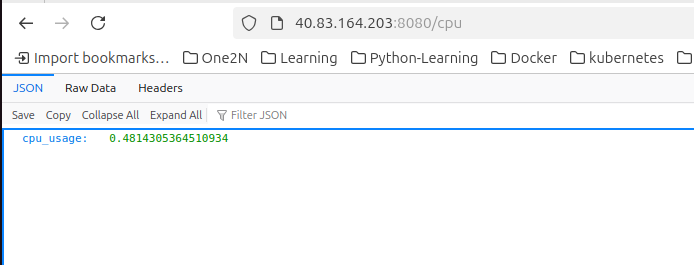 40.83.164.203:8080/cpu
Import bookmarks… One2N Learning Python-Learning Docker kubernetes
JSON Raw Data Headers
Save Copy Collapse All Expand All Filter JSON
cpu_usage: 0.4814305364510934